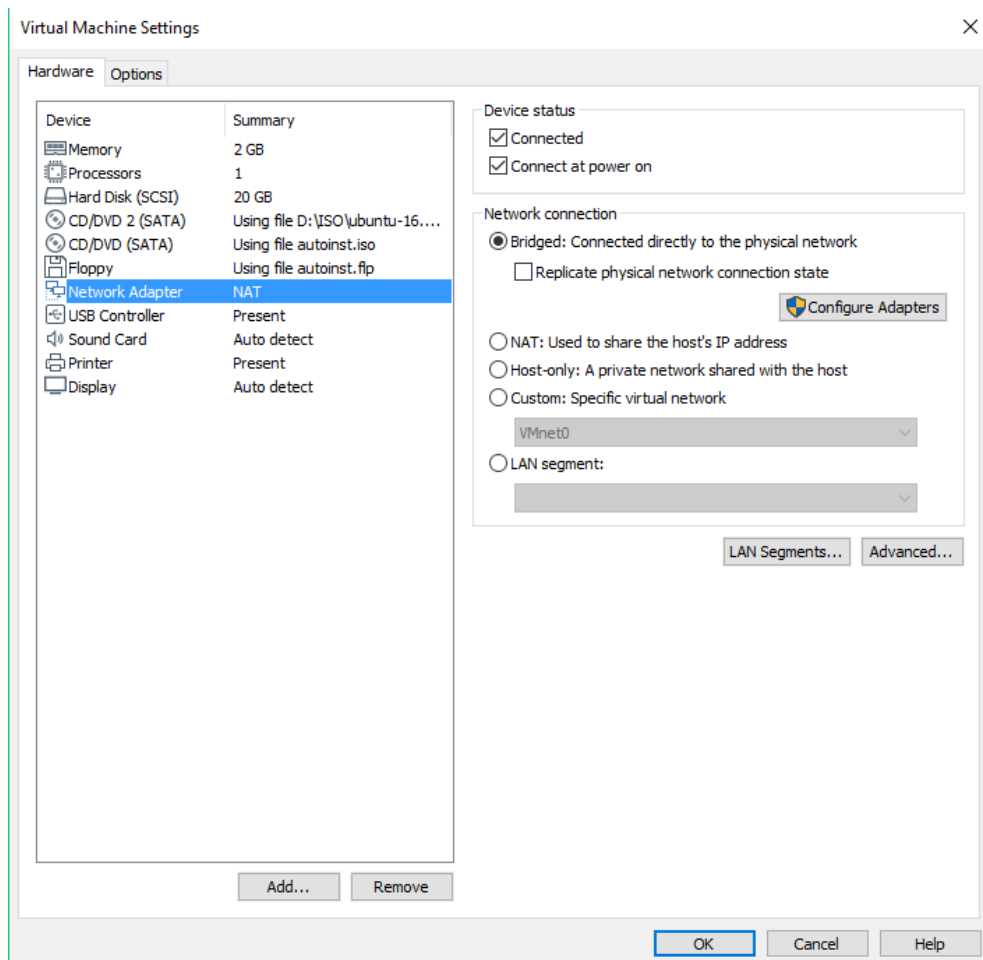 Virtual Machine Settings
Hardware Options
Device Summary
Memory 2 GB
Processors 1
Hard Disk (SCSI) 20 GB
CD/DVD 2 (SATA) Using file D:\ISO\ubuntu-16....
CD/DVD (SATA) Using file autoinst.iso
Floppy Using file autoinst.flp
Network Adapter NAT
USB Controller Present
Sound Card Auto detect
Printer Present
Display Auto detect
Add... Remove
Device status
Connected
Connect at power on
Network connection
Bridged: Connected directly to the physical network
Replicate physical network connection state
Configure Adapters
NAT: Used to share the host's IP address
Host-only: A private network shared with the host
Custom: Specific virtual network
VMnet0
LAN segment:
LAN Segments... Advanced...
OK Cancel Help